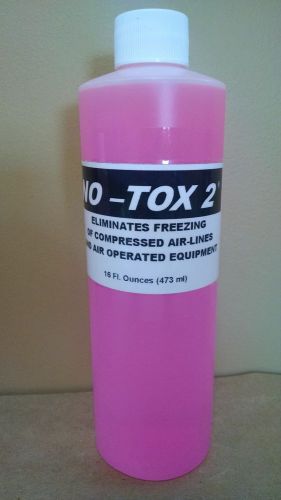 NO -TOX 2
ELIMINATES FREEZING
OF COMPRESSED AIR-LINES
AND AIR OPERATED EQUIPMENT
16 Fl. Ounces (473 ml)